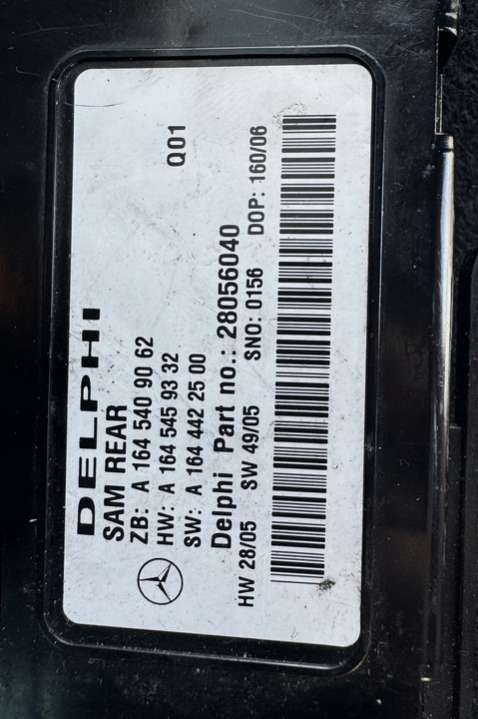 DELPHI
SAM REAR
ZB: A 164 540 90 62
HW: A 164 545 93 32
SW: A 164 442 25 00
Q01
Delphi Part no.: 28056040
HW 28/05 SW 49/05 SNO: 0156 DOP: 160/06